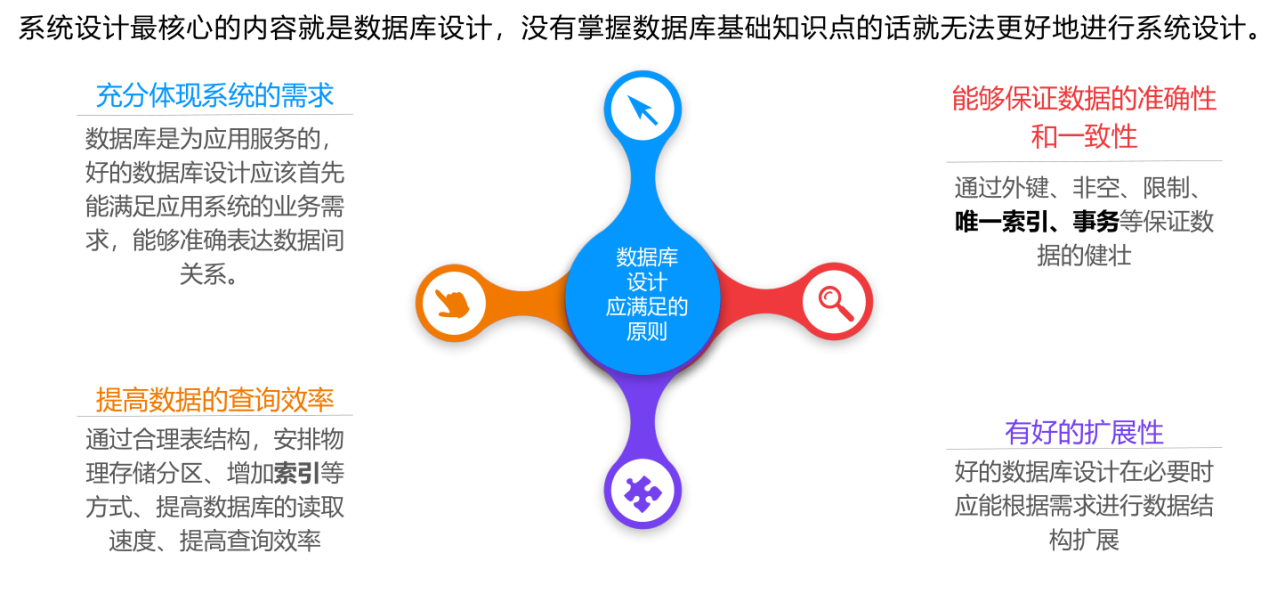 系统设计最核心的内容就是数据库设计，没有掌握数据库基础知识点的话就无法更好地进行系统设计。
充分体现系统的需求
数据库是为应用服务的，
好的数据库设计应该首先
能满足应用系统的业务需
求，能够准确表达数据间
关系。
能够保证数据的准确性
和一致性
通过外键、非空、限制、
唯一索引、事务等保证数
据的健壮
数据库
设计
应满足的
原则
提高数据的查询效率
通过合理表结构，安排物
理存储分区、增加索引等
方式、提高数据库的读取
速度、提高查询效率
有好的扩展性
好的数据库设计在必要时
应能根据需求进行数据结
构扩展